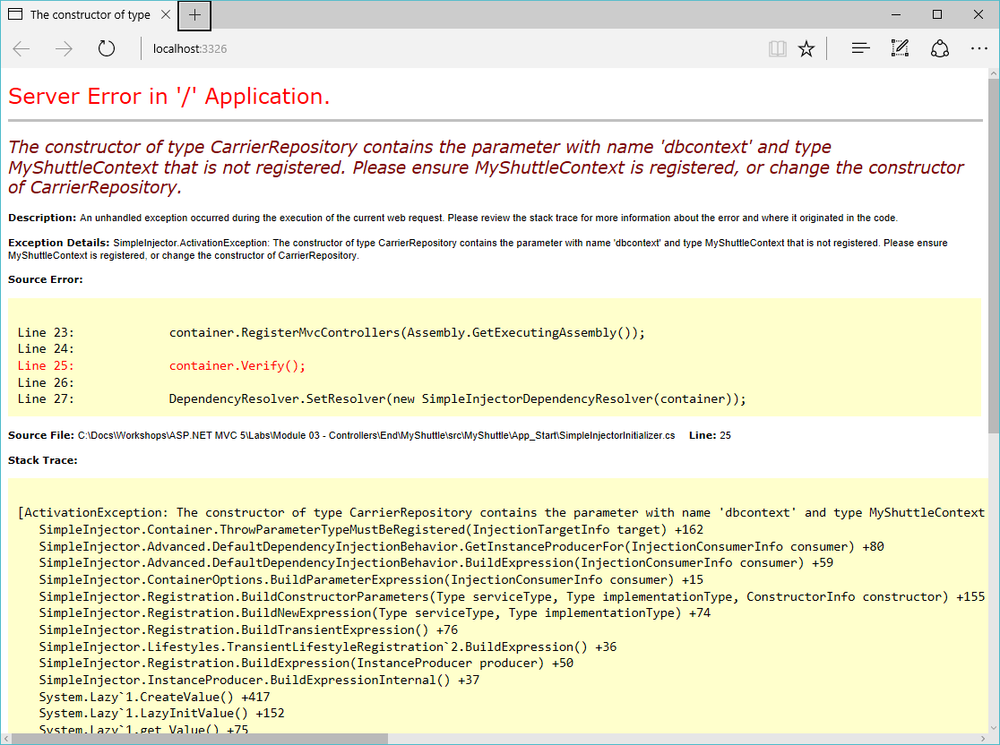 The constructor of type
localhost:3326
Server Error in '/' Application.
The constructor of type CarrierRepository contains the parameter with name 'dbcontext' and type
MyShuttleContext that is not registered. Please ensure MyShuttleContext is registered, or change the constructor
of CarrierRepository.
Description: An unhandled exception occurred during the execution of the current web request. Please review the stack trace for more information about the error and where it originated in the code.
Exception Details: SimpleInjector.ActivationException: The constructor of type CarrierRepository contains the parameter with name 'dbcontext' and type MyShuttleContext that is not registered. Please ensure
MyShuttleContext is registered, or change the constructor of CarrierRepository.
Source Error:
Line 23:             container.RegisterMvcControllers(Assembly.GetExecutingAssembly());
Line 24:
Line 25:             container.Verify();
Line 26:
Line 27:             DependencyResolver.SetResolver(new SimpleInjectorDependencyResolver(container));
Source File: C:\Docs\Workshops\ASP.NET MVC 5\Labs\Module 03 - Controllers\End\MyShuttle\src\MyShuttle\App_Start\SimpleInjectorInitializer.cs    Line: 25
Stack Trace:
[ActivationException: The constructor of type CarrierRepository contains the parameter with name 'dbcontext' and type MyShuttleContext
   SimpleInjector.Container.ThrowParameterTypeMustBeRegistered(InjectionTargetInfo target) +162
   SimpleInjector.Advanced.DefaultDependencyInjectionBehavior.GetInstanceProducerFor(InjectionConsumerInfo consumer) +80
   SimpleInjector.Advanced.DefaultDependencyInjectionBehavior.BuildExpression(InjectionConsumerInfo consumer) +59
   SimpleInjector.ContainerOptions.BuildParameterExpression(InjectionConsumerInfo consumer) +15
   SimpleInjector.Registration.BuildConstructorParameters(Type serviceType, Type implementationType, ConstructorInfo constructor) +155
   SimpleInjector.Registration.BuildNewExpression(Type serviceType, Type implementationType) +74
   SimpleInjector.Registration.BuildTransientExpression() +76
   SimpleInjector.Lifestyles.TransientLifestyleRegistration`2.BuildExpression() +36
   SimpleInjector.Registration.BuildExpression(InstanceProducer producer) +50
   SimpleInjector.InstanceProducer.BuildExpressionInternal() +37
   System.Lazy`1.CreateValue() +417
   System.Lazy`1.LazyInitValue() +152
   System.Lazy`1.get_Value() +75